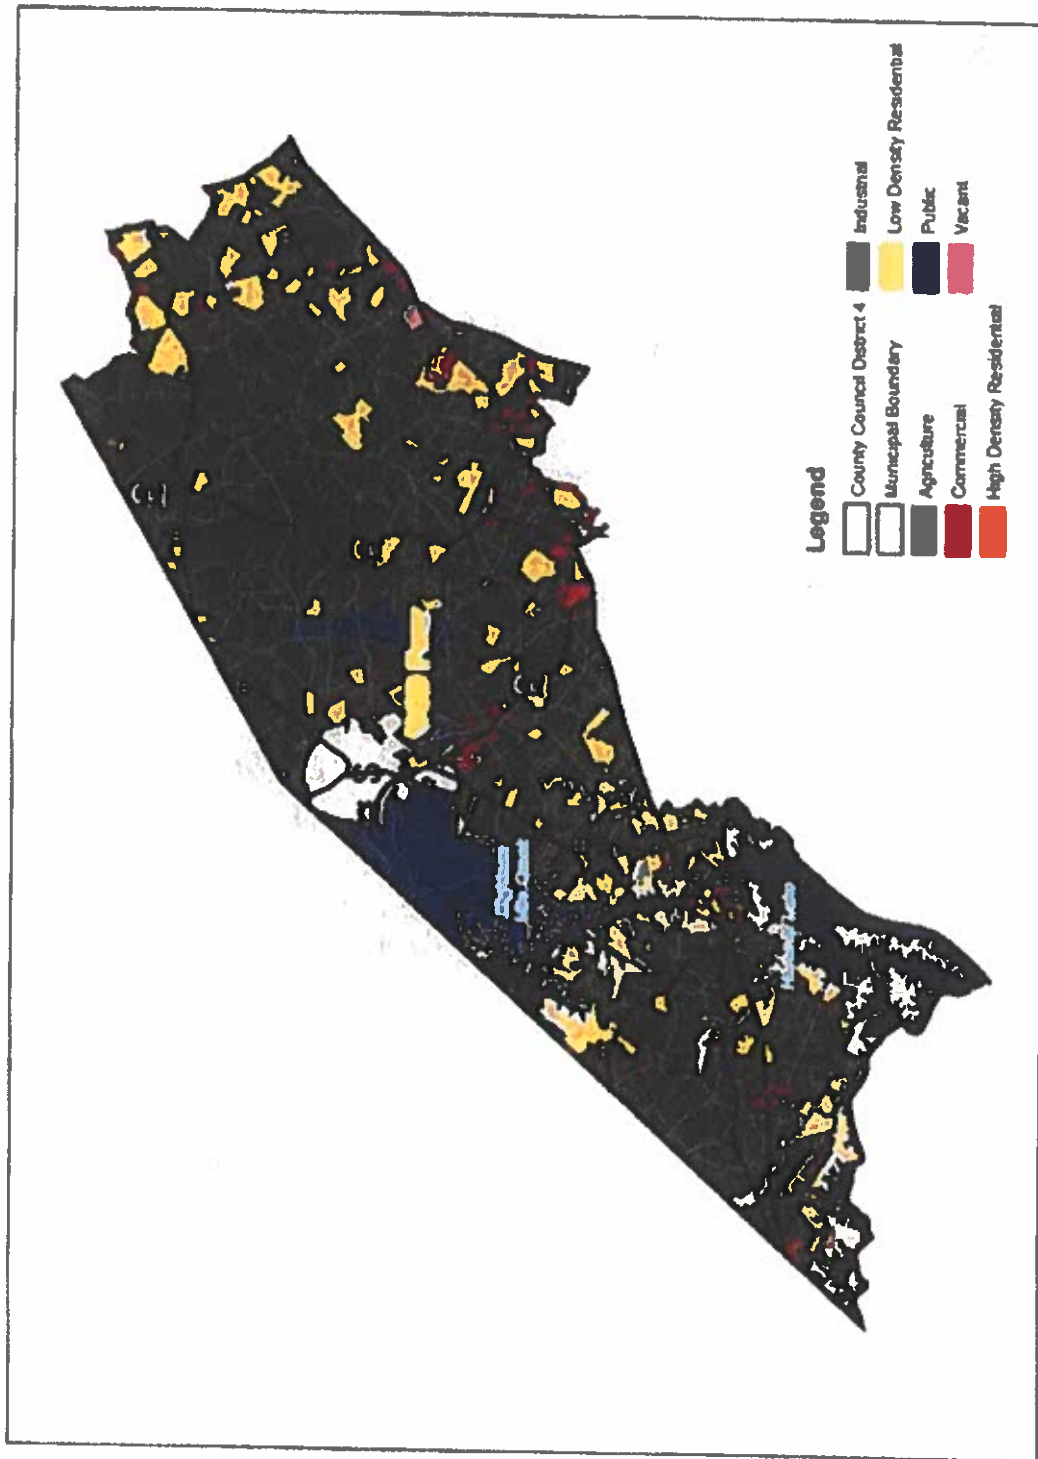 Legend
County Council District 4
Municipal Boundary
Agriculture
Commercial
High Density Residential
Industrial
Low Density Residential
Public
Vacant